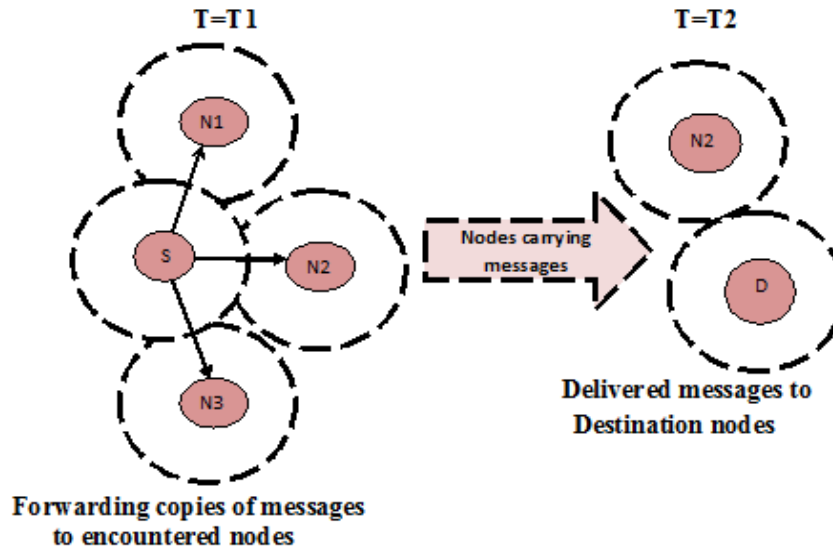 T=T1
T=T2
N1
N2
S
N2
Nodes carrying
messages
D
N3
Delivered messages to
Destination nodes
Forwarding copies of messages
to encountered nodes